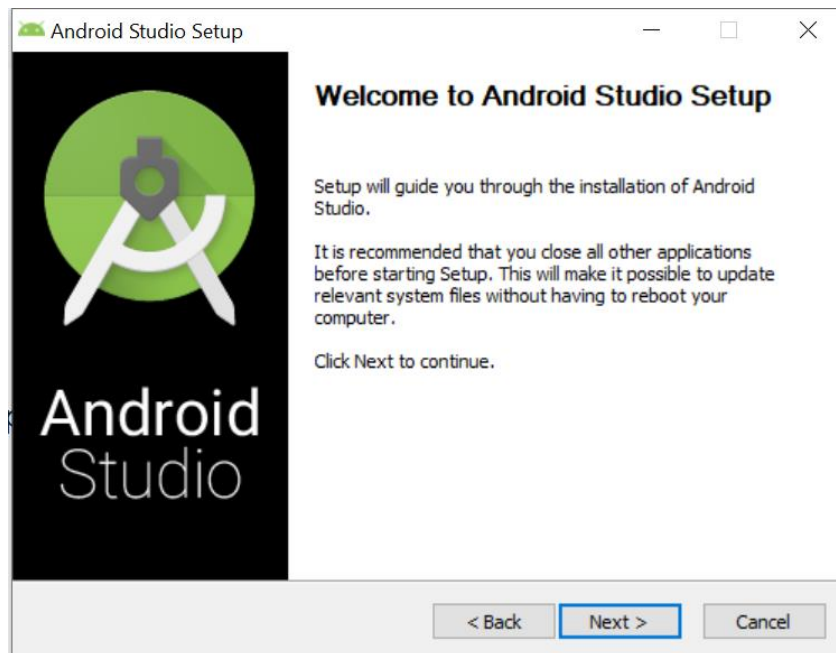 Android Studio Setup
Welcome to Android Studio Setup
Setup will guide you through the installation of Android
Studio.
It is recommended that you close all other applications
before starting Setup. This will make it possible to update
relevant system files without having to reboot your
computer.
Click Next to continue.
Android
Studio
< Back
Next >
Cancel